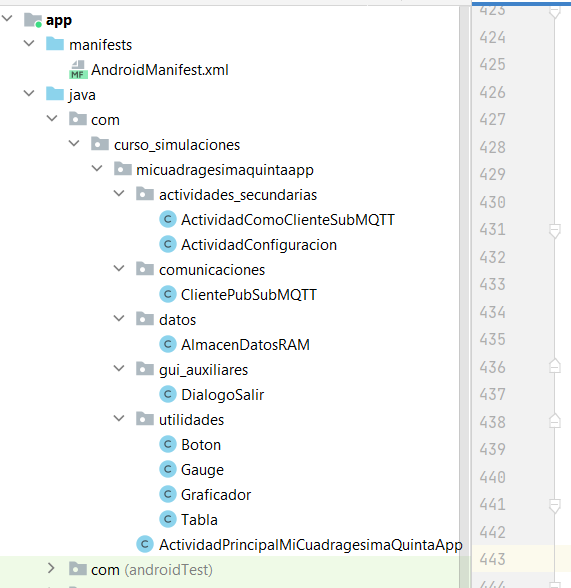 app
manifests
MF AndroidManifest.xml
java
com
curso_simulaciones
micuadragesimaquintaapp
actividades_secundarias
C ActividadComoClienteSubMQTT
C ActividadConfiguracion
comunicaciones
C ClientePubSubMQTT
datos
C AlmacenDatosRAM
gui_auxiliares
C DialogoSalir
utilidades
C Boton
C Gauge
C Graficador
C Tabla
C ActividadPrincipalMiCuadragesimaQuintaApp
com (androidTest)
423
424
425
426
427
428
429
430
431
432
433
434
435
436
437
438
439
440
441
442
443
444